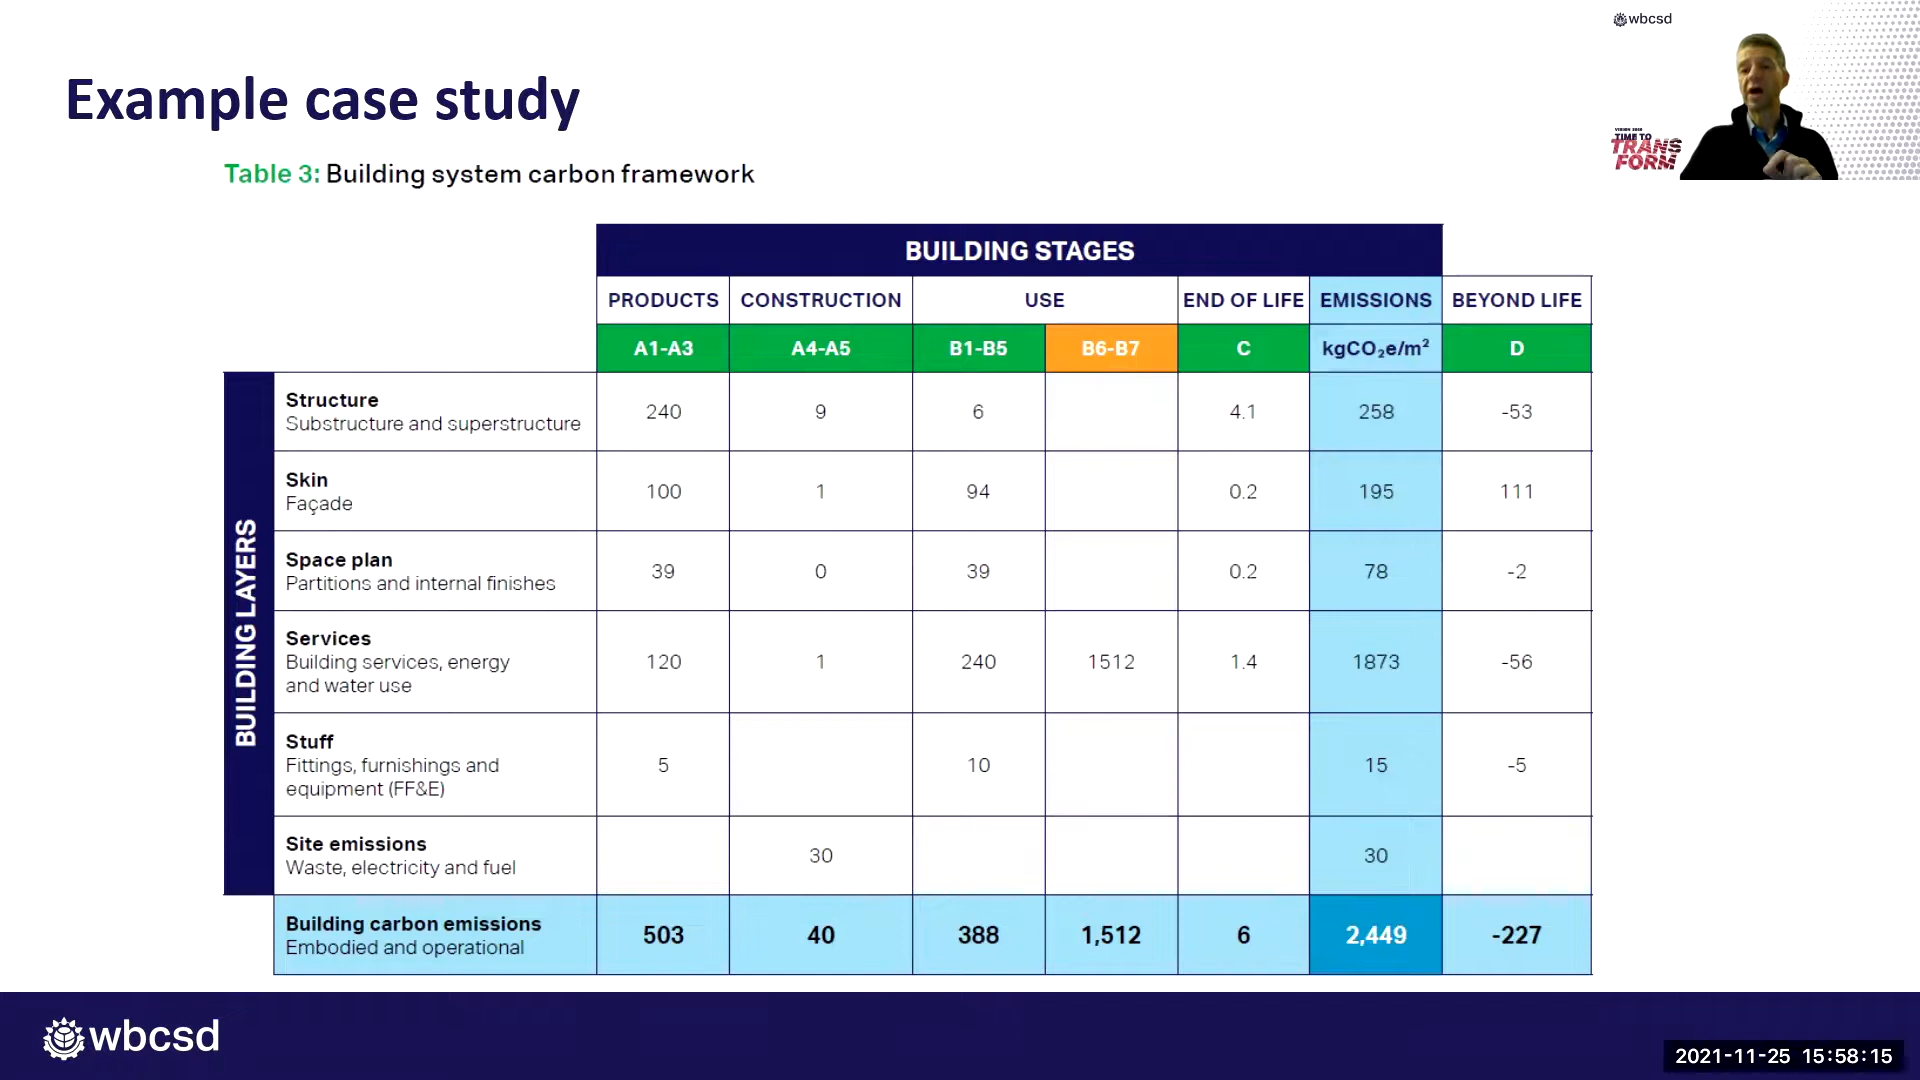 wbcsd
Example case study
VISION 2050
TIME TO
TRANS
FORM
Table 3: Building system carbon framework
BUILDING STAGES
PRODUCTS CONSTRUCTION USE END OF LIFE EMISSIONS BEYOND LIFE
A1-A3 A4-A5 B1-B5 B6-B7 C kgCO₂e/m² D
BUILDING LAYERS
Structure
Substructure and superstructure
240 9 6 4.1 258 -53
Skin
Façade
100 1 94 0.2 195 111
Space plan
Partitions and internal finishes
39 0 39 0.2 78 -2
Services
Building services, energy
and water use
120 1 240 1512 1.4 1873 -56
Stuff
Fittings, furnishings and
equipment (FF&E)
5 10 15 -5
Site emissions
Waste, electricity and fuel
30 30
Building carbon emissions
Embodied and operational
503 40 388 1,512 6 2,449 -227
wbcsd
2021-11-25 15:58:15